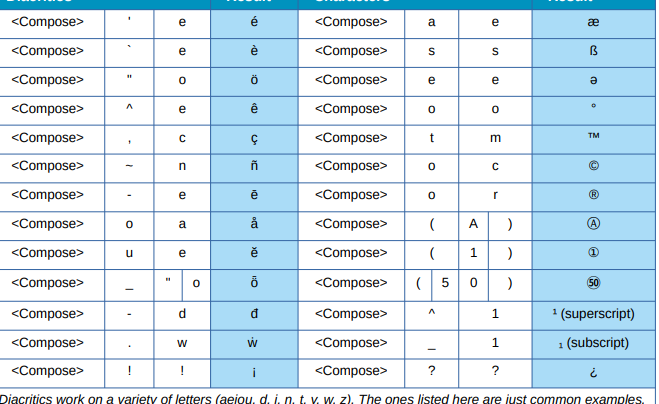 Diacritics Result Characters Result
<Compose> ' e é <Compose> a e æ
<Compose> ` e è <Compose> s s ß
<Compose> " o ö <Compose> e e ə
<Compose> ^ e ê <Compose> o o °
<Compose> , c ç <Compose> t m ™
<Compose> ~ n ñ <Compose> o c ©
<Compose> - e ē <Compose> o r ®
<Compose> o a å <Compose> ( A ) Ⓐ
<Compose> u e ĕ <Compose> ( 1 ) ①
<Compose> _ " o ȫ <Compose> ( 5 0 ) ㊿
<Compose> - d đ <Compose> ^ 1 ¹ (superscript)
<Compose> . w ẇ <Compose> _ 1 ₁ (subscript)
<Compose> ! ! ¡ <Compose> ? ? ¿
Diacritics work on a variety of letters (aeiou, d, j, n, t, y, w, z). The ones listed here are just common examples.